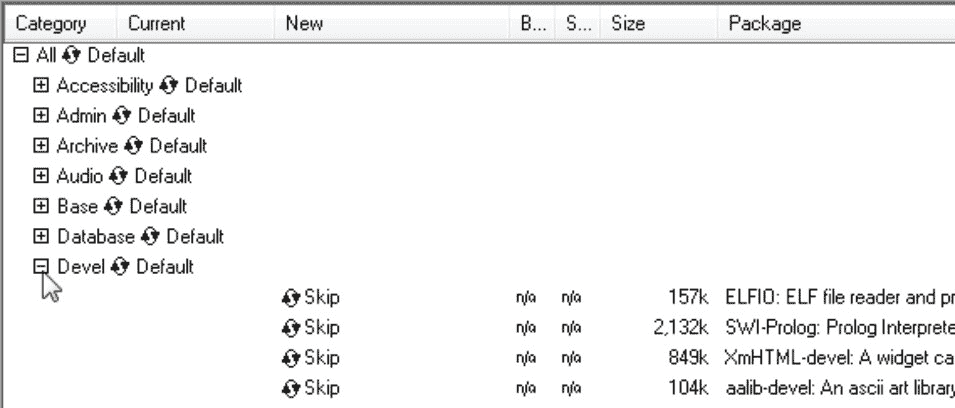 Category Current New B... S... Size Package
All Default
Accessibility Default
Admin Default
Archive Default
Audio Default
Base Default
Database Default
Devel Default
Skip n/a n/a 157k ELFIO: ELF file reader and pr
Skip n/a n/a 2,132k SWI-Prolog: Prolog Interprete
Skip n/a n/a 849k XmHTML-devel: A widget ca
Skip n/a n/a 104k aalib-devel: An ascii art library